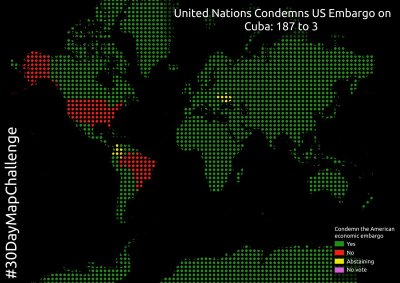 United Nations Condemns US Embargo on
Cuba: 187 to 3
#30DayMapChallenge
Condemn the American
economic embargo
Yes
No
Abstaining
No vote